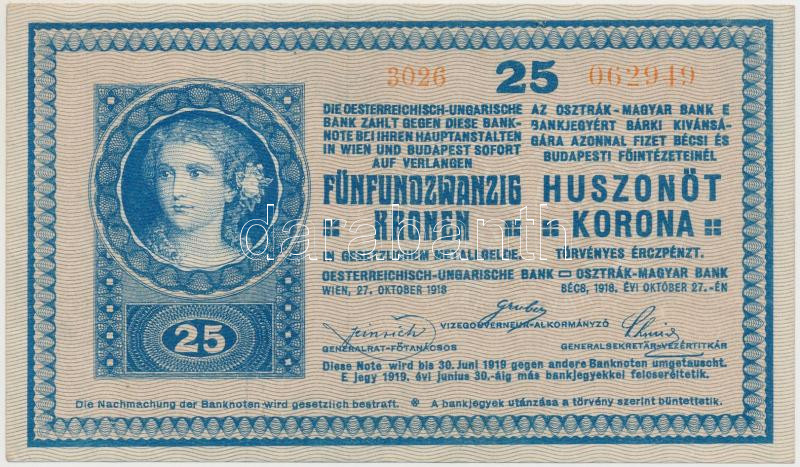 3026 25 062949
DIE OESTERREICHISCH-UNGARISCHE
BANK ZAHLT GEGEN DIESE BANK-
NOTE BEI IHREN HAUPTANSTALTEN
IN WIEN UND BUDAPEST SOFORT
AUF VERLANGEN
FÜNFUNDZWANZIG
KRONEN
IN GESETZLICHEM METALLGELDE.
AZ OSZTRÁK-MAGYAR BANK E
BANKJEGYÉRT BÁRKI KIVÁNSÁ-
GÁRA AZONNAL FIZET BÉCSI ÉS
BUDAPESTI FŐINTÉZETEINÉL
HUSZONÖT
KORONA
TÖRVÉNYES ÉRCZPÉNZT.
darabanth
OESTERREICHISCH-UNGARISCHE BANK OSZTRÁK-MAGYAR BANK
WIEN, 27. OKTOBER 1918 BÉCS, 1918. ÉVI OKTÓBER 27.-ÉN
Gruber
VIZEGOUVERNEUR-ALKORMÁNYZÓ
GENERALRAT-FŐTANÁCSOS GENERALSEKRETÄR-VEZÉRTITKÁR
25
Diese Note wird bis 30. Juni 1919 gegen andere Banknoten umgetauscht.
E jegy 1919. évi junius 30.-áig más bankjegyekkel felcseréltetik.
Die Nachmachung der Banknoten wird gesetzlich bestraft. A bankjegyek utánzása a törvény szerint büntettetik.